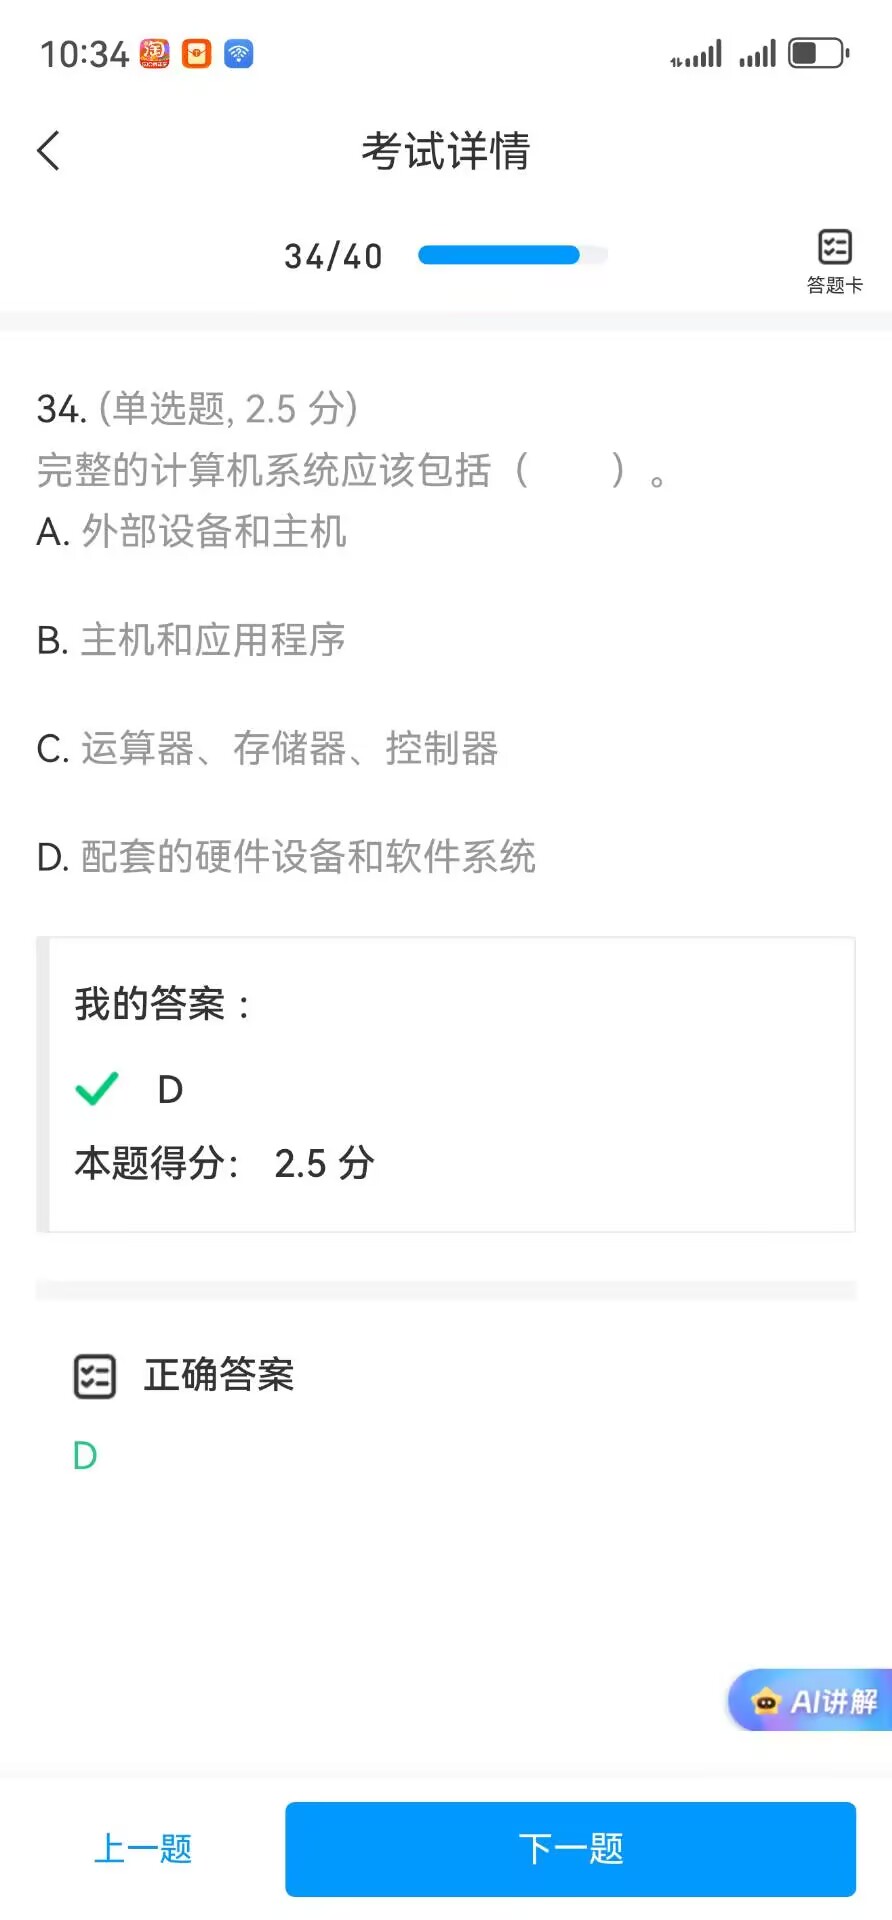 10:34
考试详情
34/40
答题卡
34. (单选题, 2.5 分)
完整的计算机系统应该包括（　　）。
A. 外部设备和主机
B. 主机和应用程序
C. 运算器、存储器、控制器
D. 配套的硬件设备和软件系统
我的答案：
D
本题得分： 2.5 分
正确答案
D
AI讲解
上一题
下一题